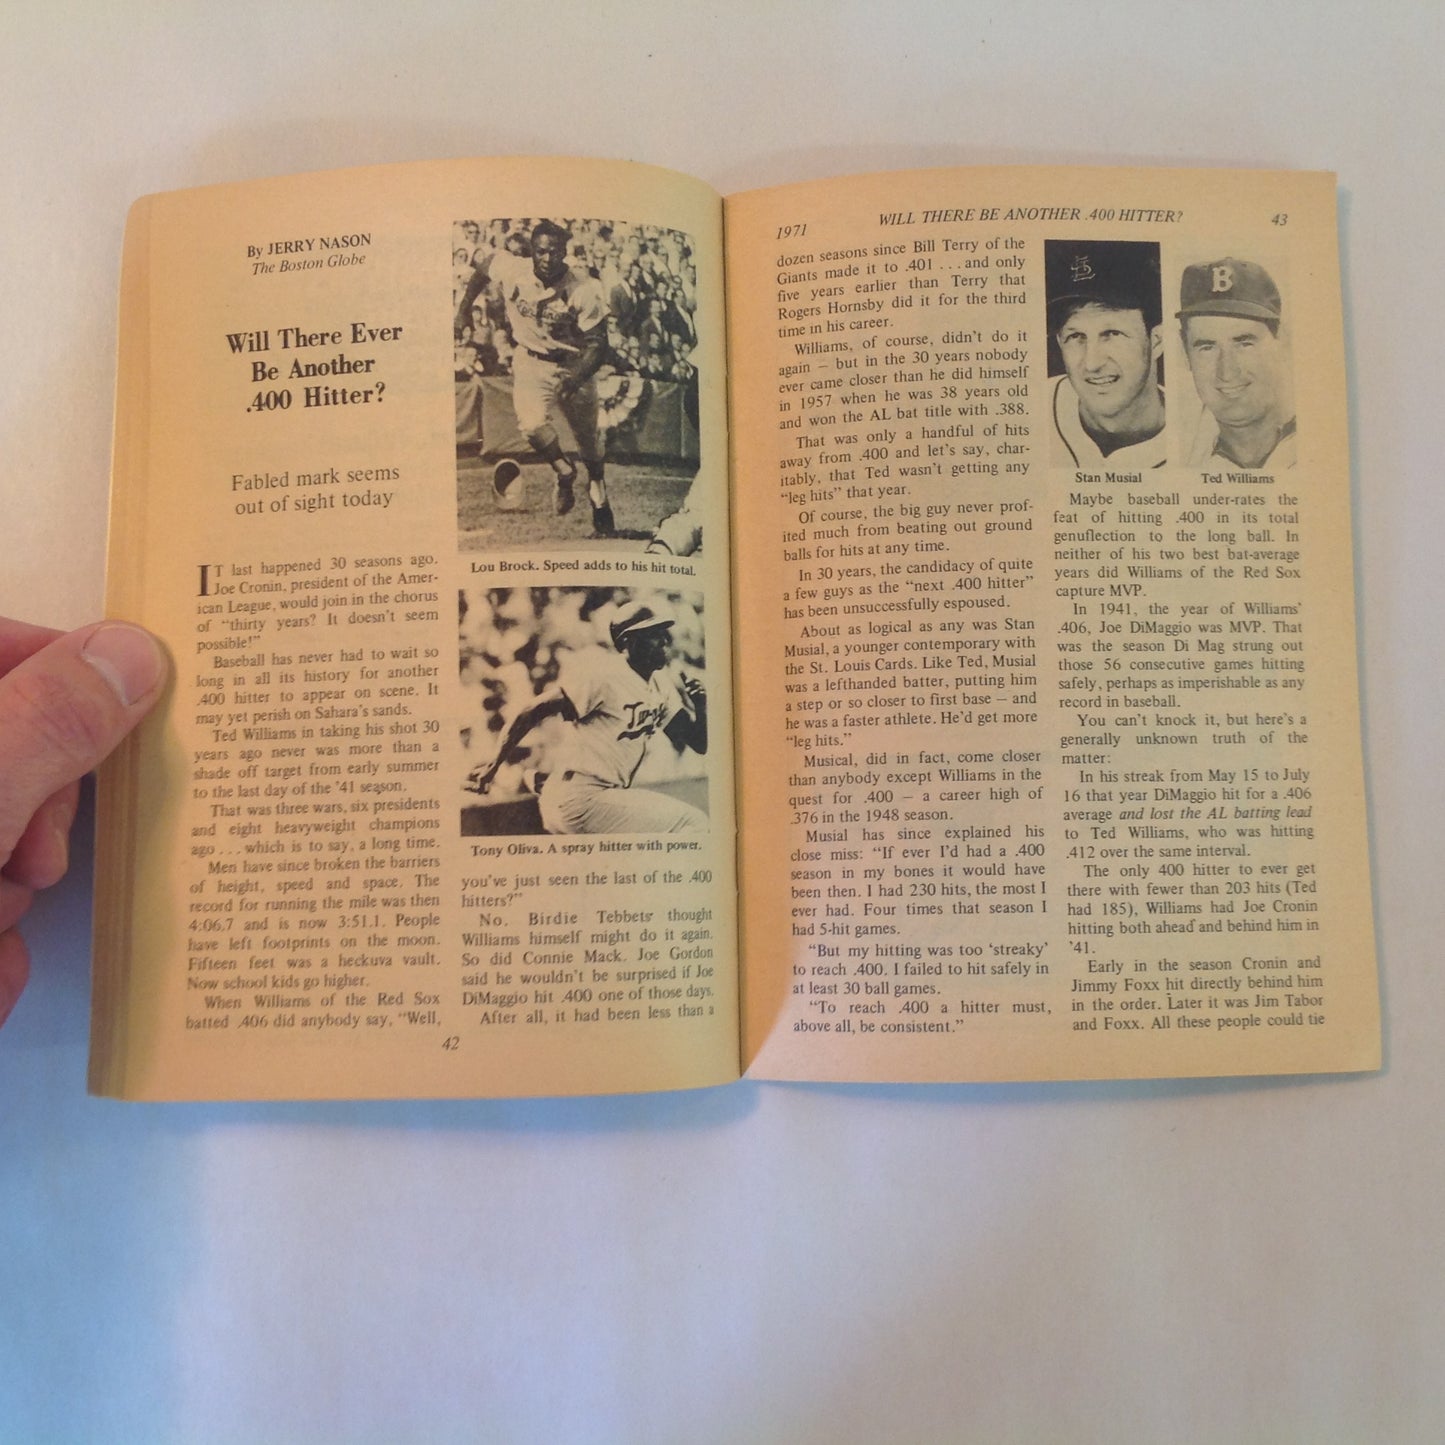 By JERRY NASON
The Boston Globe
Will There Ever
Be Another
.400 Hitter?
Fabled mark seems
out of sight today
IT last happened 30 seasons ago.
Joe Cronin, president of the Amer-
ican League, would join in the chorus
of “thirty years? It doesn’t seem
possible!”
Baseball has never had to wait so
long in all its history for another
.400 hitter to appear on scene. It
may yet perish on Sahara’s sands.
Ted Williams in taking his shot 30
years ago never was more than a
shade off target from early summer
to the last day of the ’41 season.
That was three wars, six presidents
and eight heavyweight champions
ago . . . which is to say, a long time.
Men have since broken the barriers
of height, speed and space. The
record for running the mile was then
4:06.7 and is now 3:51.1. People
have left footprints on the moon.
Fifteen feet was a heckuva vault.
Now school kids go higher.
When Williams of the Red Sox
batted .406 did anybody say, “Well,
Lou Brock. Speed adds to his hit total.
Tony Oliva. A spray hitter with power.
you’ve just seen the last of the .400
hitters?”
No. Birdie Tebbets thought
Williams himself might do it again.
So did Connie Mack. Joe Gordon
said he wouldn’t be surprised if Joe
DiMaggio hit .400 one of those days.
After all, it had been less than a
42
1971
WILL THERE BE ANOTHER .400 HITTER?
43
dozen seasons since Bill Terry of the
Giants made it to .401 . . . and only
five years earlier than Terry that
Rogers Hornsby did it for the third
time in his career.
Williams, of course, didn’t do it
again – but in the 30 years nobody
ever came closer than he did himself
in 1957 when he was 38 years old
and won the AL bat title with .388.
That was only a handful of hits
away from .400 and let’s say, char-
itably, that Ted wasn’t getting any
“leg hits” that year.
Of course, the big guy never prof-
ited much from beating out ground
balls for hits at any time.
In 30 years, the candidacy of quite
a few guys as the “next .400 hitter”
has been unsuccessfully espoused.
About as logical as any was Stan
Musial, a younger contemporary with
the St. Louis Cards. Like Ted, Musial
was a lefthanded batter, putting him
a step or so closer to first base – and
he was a faster athlete. He’d get more
“leg hits.”
Musical, did in fact, come closer
than anybody except Williams in the
quest for .400 – a career high of
.376 in the 1948 season.
Musial has since explained his
close miss: “If ever I’d had a .400
season in my bones it would have
been then. I had 230 hits, the most I
ever had. Four times that season I
had 5-hit games.
“But my hitting was too ‘streaky’
to reach .400. I failed to hit safely in
at least 30 ball games.
“To reach .400 a hitter must,
above all, be consistent.”
Stan Musial
Ted Williams
Maybe baseball under-rates the
feat of hitting .400 in its total
genuflection to the long ball. In
neither of his two best bat-average
years did Williams of the Red Sox
capture MVP.
In 1941, the year of Williams’
.406, Joe DiMaggio was MVP. That
was the season Di Mag strung out
those 56 consecutive games hitting
safely, perhaps as imperishable as any
record in baseball.
You can’t knock it, but here’s a
generally unknown truth of the
matter:
In his streak from May 15 to July
16 that year DiMaggio hit for a .406
average and lost the AL batting lead
to Ted Williams, who was hitting
.412 over the same interval.
The only 400 hitter to ever get
there with fewer than 203 hits (Ted
had 185), Williams had Joe Cronin
hitting both ahead and behind him in
’41.
Early in the season Cronin and
Jimmy Foxx hit directly behind him
in the order. Later it was Jim Tabor
and Foxx. All these people could tie